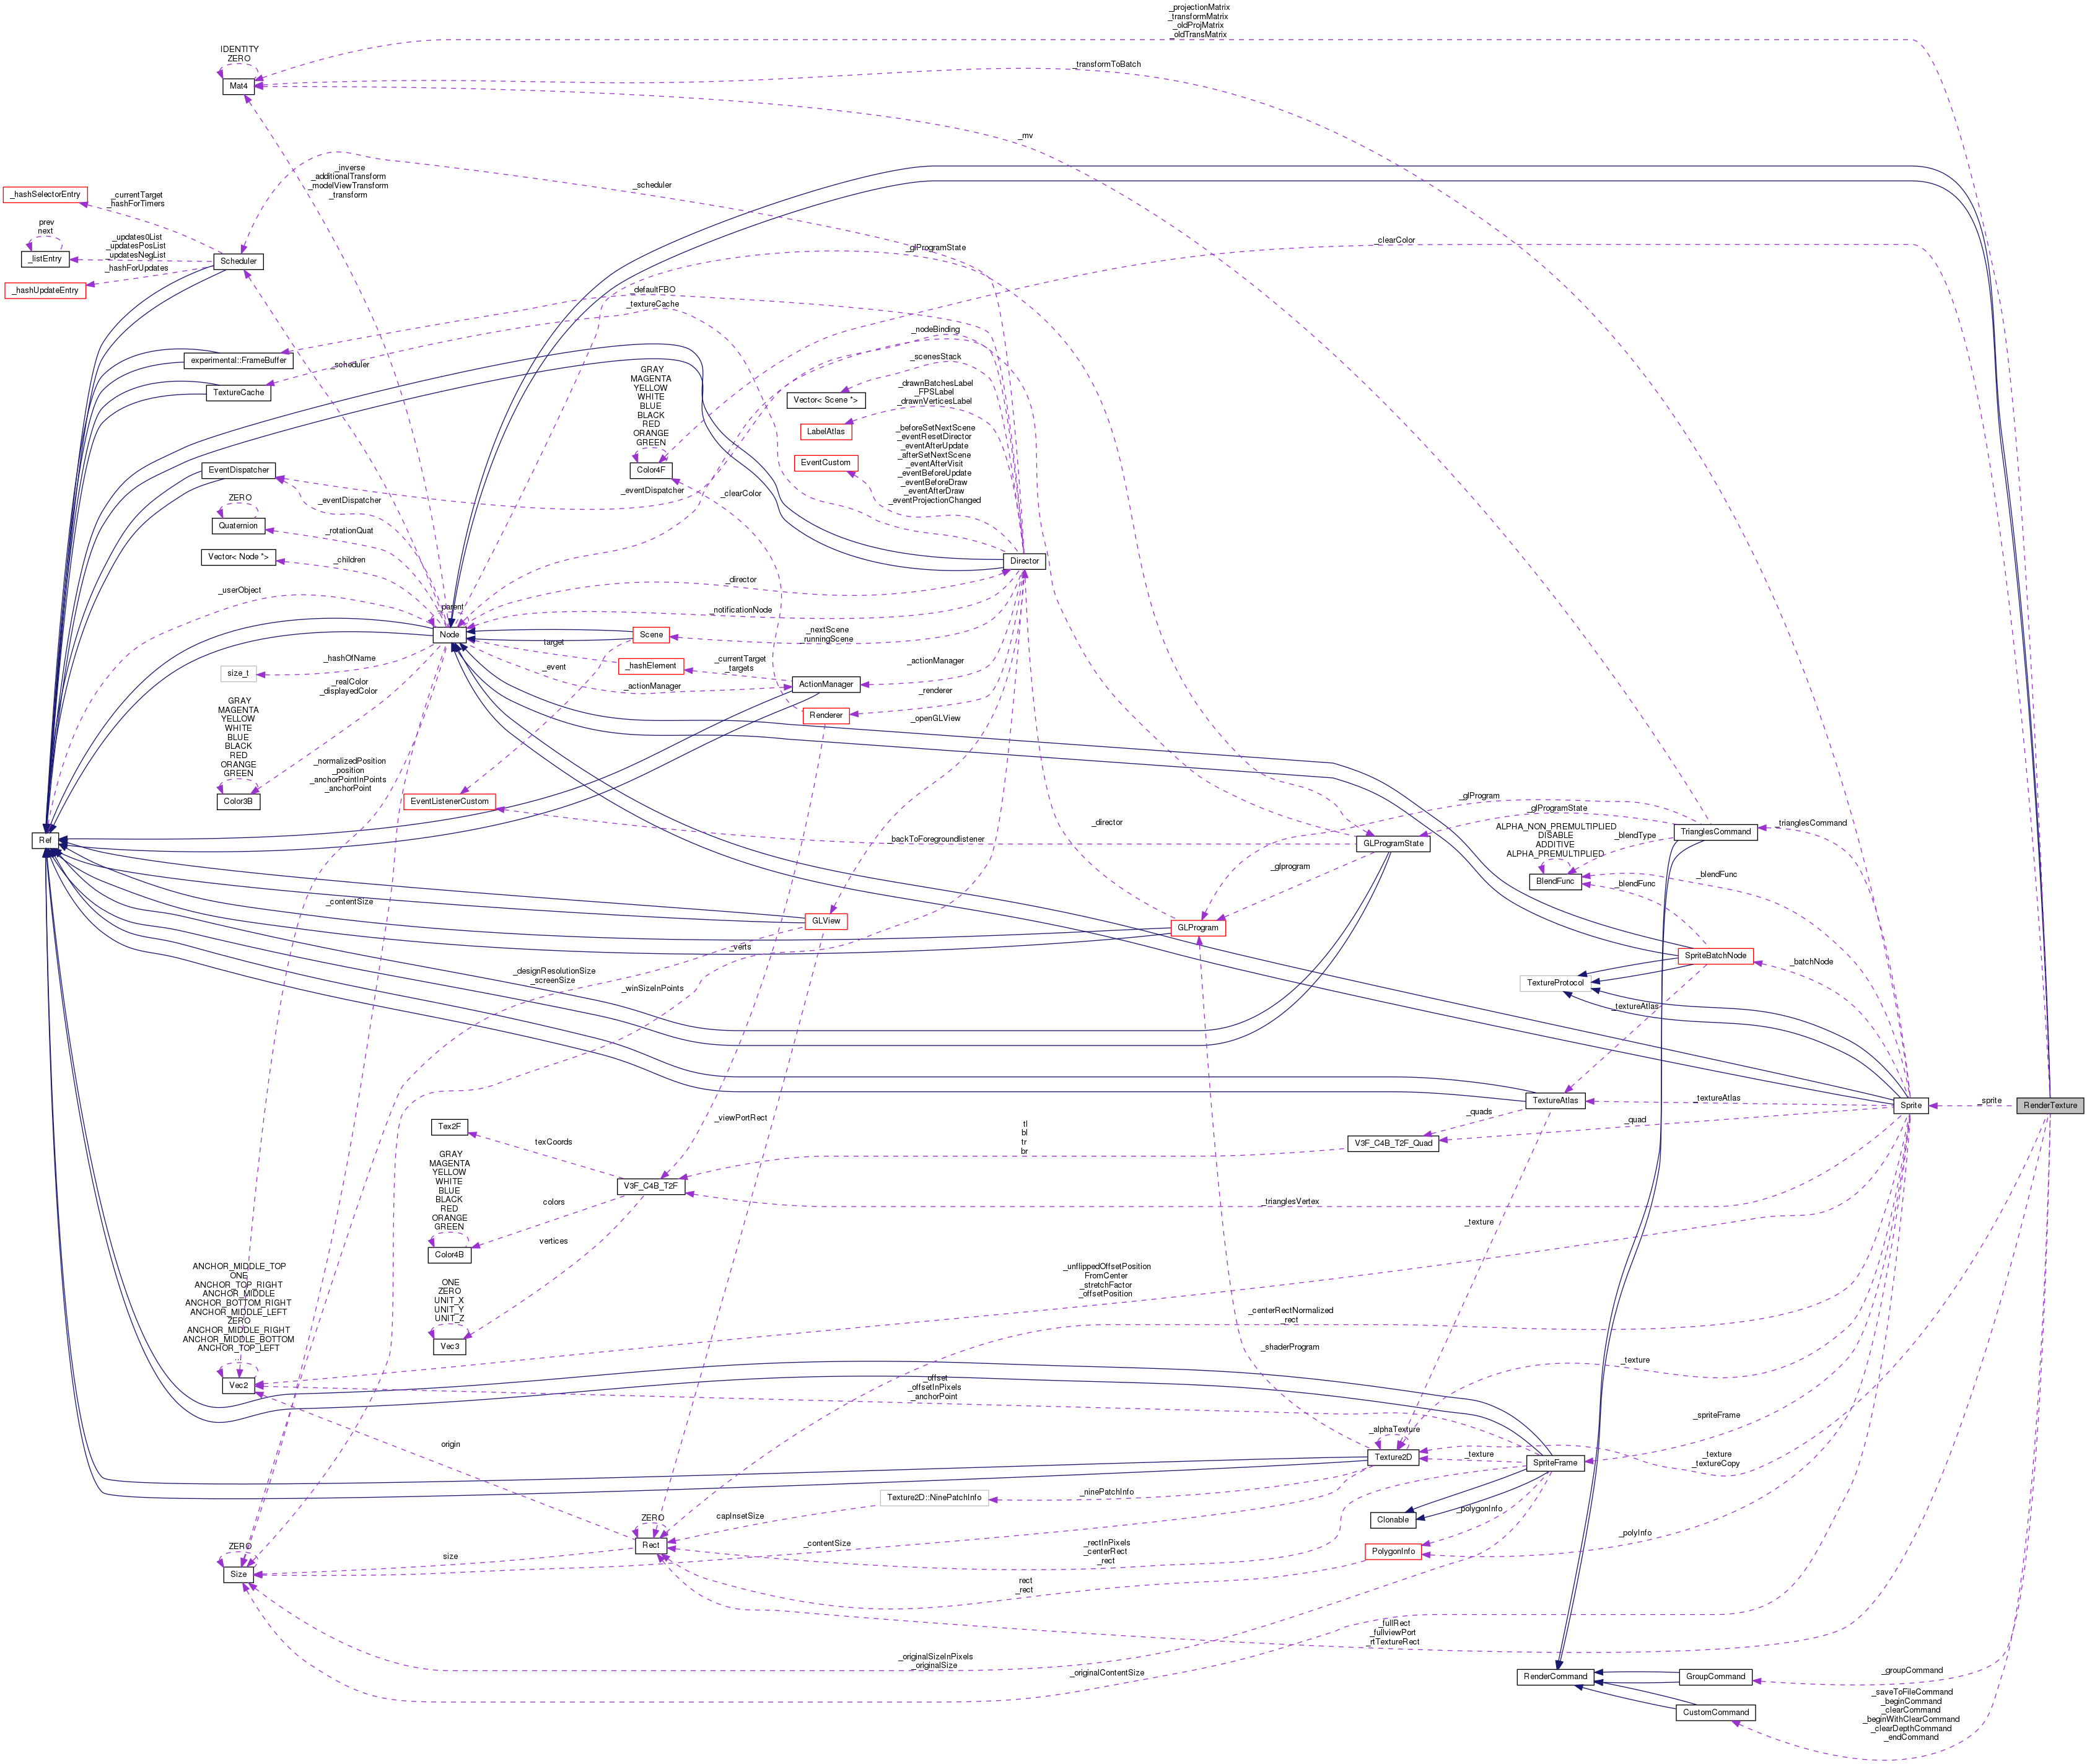 _projectionMatrix
_transformMatrix
_oldProjMatrix
_oldTransMatrix
IDENTITY
ZERO
Mat4
_transformToBatch
_mv
_inverse
_additionalTransform
_modelViewTransform
_transform
_scheduler
_hashSelectorEntry
_currentTarget
_hashForTimers
prev
next
_listEntry
_updates0List
_updatesPosList
_updatesNegList
_hashForUpdates
_hashUpdateEntry
Scheduler
_glProgramState
_clearColor
_defaultFBO
_textureCache
experimental::FrameBuffer
_scheduler
TextureCache
_nodeBinding
_scenesStack
Vector< Scene *>
GRAY
MAGENTA
YELLOW
WHITE
BLUE
BLACK
RED
ORANGE
GREEN
Color4F
_drawnBatchesLabel
_FPSLabel
_drawnVerticesLabel
LabelAtlas
_beforeSetNextScene
_eventResetDirector
_eventAfterUpdate
_afterSetNextScene
_eventAfterVisit
_eventBeforeUpdate
_eventBeforeDraw
_eventAfterDraw
_eventProjectionChanged
EventCustom
EventDispatcher
_eventDispatcher
_eventDispatcher
_clearColor
ZERO
Quaternion
_rotationQuat
Vector< Node *>
_children
Director
_userObject
_parent
_director
_notificationNode
Node
target
Scene
_nextScene
_runningScene
_hashOfName
size_t
_event
_hashElement
_currentTarget
_targets
_actionManager
_realColor
_displayedColor
_actionManager
ActionManager
_renderer
Renderer
_openGLView
GRAY
MAGENTA
YELLOW
WHITE
BLUE
BLACK
RED
ORANGE
GREEN
Color3B
_normalizedPosition
_position
_anchorPointInPoints
_anchorPoint
EventListenerCustom
Ref
_backToForegroundlistener
_director
GLProgramState
_glProgram
_glProgramState
_glprogram
ALPHA_NON_PREMULTIPLIED
DISABLE
ADDITIVE
ALPHA_PREMULTIPLIED
BlendFunc
_blendType
TrianglesCommand
_trianglesCommand
_blendFunc
_blendFunc
_contentSize
GLView
GLProgram
SpriteBatchNode
_batchNode
TextureProtocol
_textureAtlas
_verts
_designResolutionSize
_screenSize
_winSizeInPoints
TextureAtlas
_textureAtlas
Sprite
_sprite
RenderTexture
_viewPortRect
Tex2F
texCoords
tl
bl
tr
br
_quads
_quad
V3F_C4B_T2F_Quad
V3F_C4B_T2F
_trianglesVertex
GRAY
MAGENTA
YELLOW
WHITE
BLUE
BLACK
RED
ORANGE
GREEN
Color4B
colors
vertices
_texture
ONE
ZERO
UNIT_X
UNIT_Y
UNIT_Z
Vec3
ANCHOR_MIDDLE_TOP
ONE
ANCHOR_TOP_RIGHT
ANCHOR_MIDDLE
ANCHOR_BOTTOM_RIGHT
ANCHOR_MIDDLE_LEFT
ZERO
ANCHOR_MIDDLE_RIGHT
ANCHOR_MIDDLE_BOTTOM
ANCHOR_TOP_LEFT
...
Vec2
_unflippedOffsetPosition
FromCenter
_stretchFactor
_offsetPosition
_centerRectNormalized
_rect
_shaderProgram
_texture
_offset
_offsetInPixels
_anchorPoint
_spriteFrame
origin
_alphaTexture
Texture2D
_texture
SpriteFrame
_texture
_textureCopy
Texture2D::NinePatchInfo
_ninePatchInfo
capInsetSize
_polygonInfo
Clonable
ZERO
Rect
_contentSize
_rectInPixels
_centerRect
_rect
PolygonInfo
_polyInfo
size
ZERO
Size
rect
_rect
_fullRect
_fullviewPort
_rtTextureRect
_originalSizeInPixels
_originalSize
_originalContentSize
RenderCommand
GroupCommand
_groupCommand
CustomCommand
_saveToFileCommand
_beginCommand
_clearCommand
_beginWithClearCommand
_clearDepthCommand
_endCommand